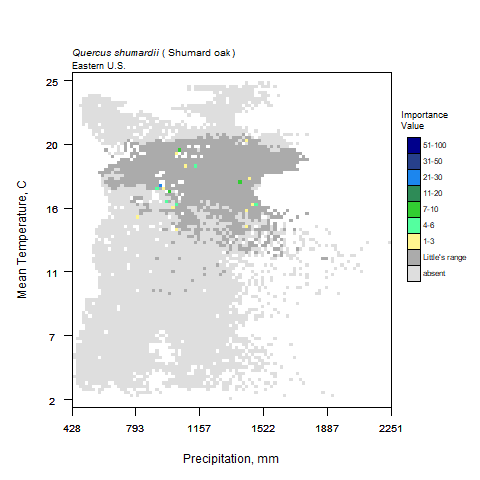 Quercus shumardii ( Shumard oak)
Eastern U.S.
25
20
16
11
7
2
Mean Temperature, C
428 793 1157 1522 1887 2251
Precipitation, mm
Importance
Value
51-100
31-50
21-30
11-20
7-10
4-6
1-3
Little's range
absent